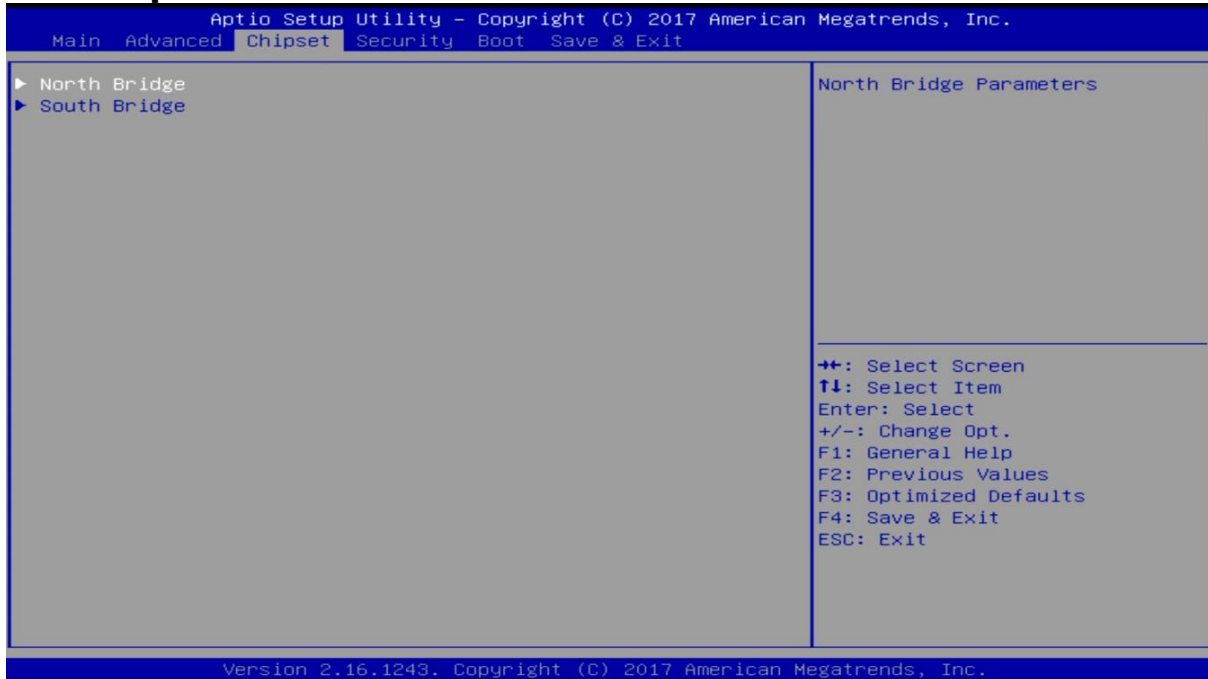 Aptio Setup Utility – Copyright (C) 2017 American Megatrends, Inc.
Main Advanced Chipset Security Boot Save & Exit
▶ North Bridge
▶ South Bridge
North Bridge Parameters
→←: Select Screen
↑↓: Select Item
Enter: Select
+/-: Change Opt.
F1: General Help
F2: Previous Values
F3: Optimized Defaults
F4: Save & Exit
ESC: Exit
Version 2.16.1243. Copyright (C) 2017 American Megatrends, Inc.